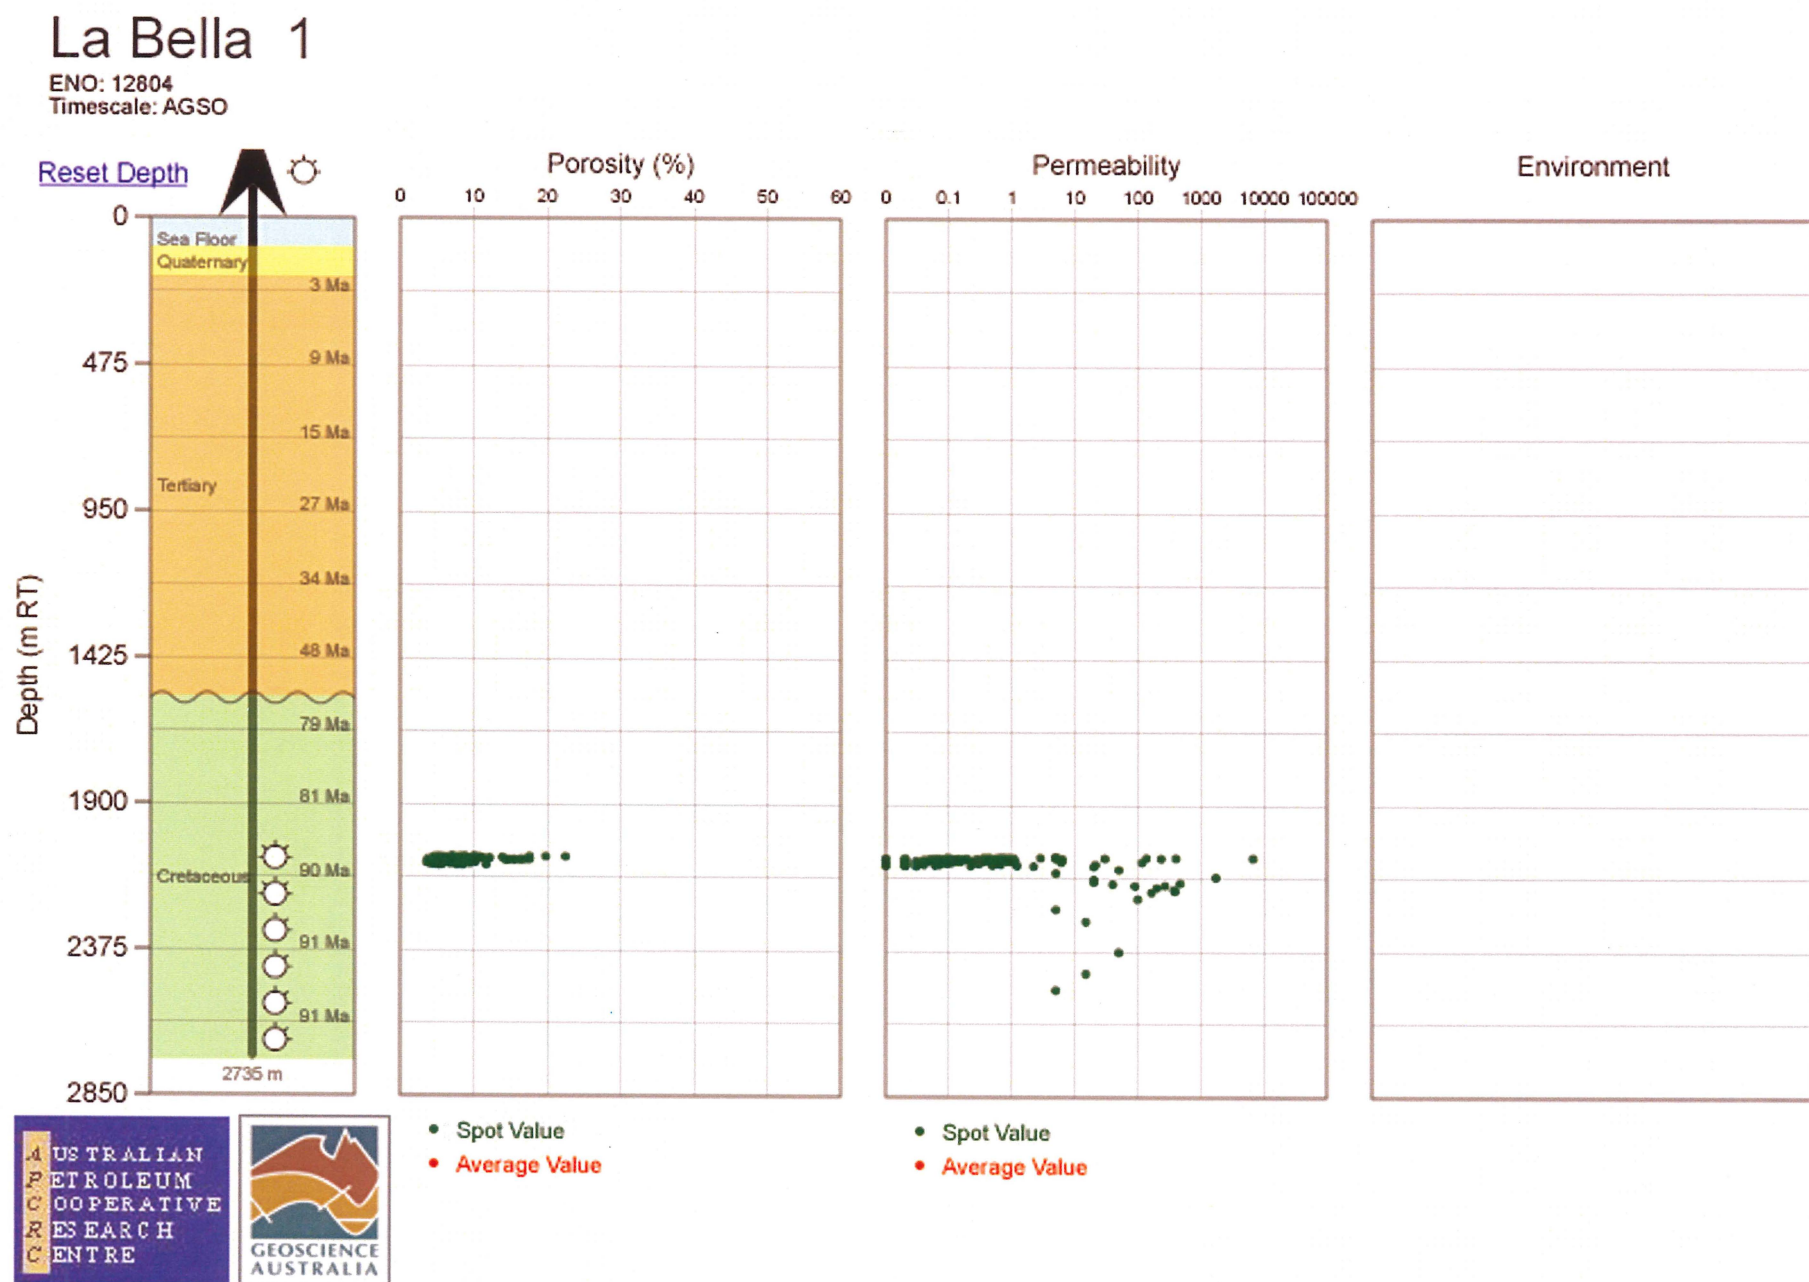 La Bella 1
ENO: 12804
Timescale: AGSO
Reset Depth
Porosity (%)
Permeability
Environment
0 10 20 30 40 50 60
0 0.1 1 10 100 1000 10000 100000
0
Sea Floor
Quaternary
3 Ma
475
9 Ma
15 Ma
Tertiary
950
27 Ma
34 Ma
Depth (m RT)
1425
48 Ma
79 Ma
1900
81 Ma
Cretaceous
90 Ma
2375
91 Ma
91 Ma
2735 m
2850
Spot Value
Average Value
Spot Value
Average Value
AUSTRALIAN
PETROLEUM
COOPERATIVE
RESEARCH
CENTRE
GEOSCIENCE
AUSTRALIA